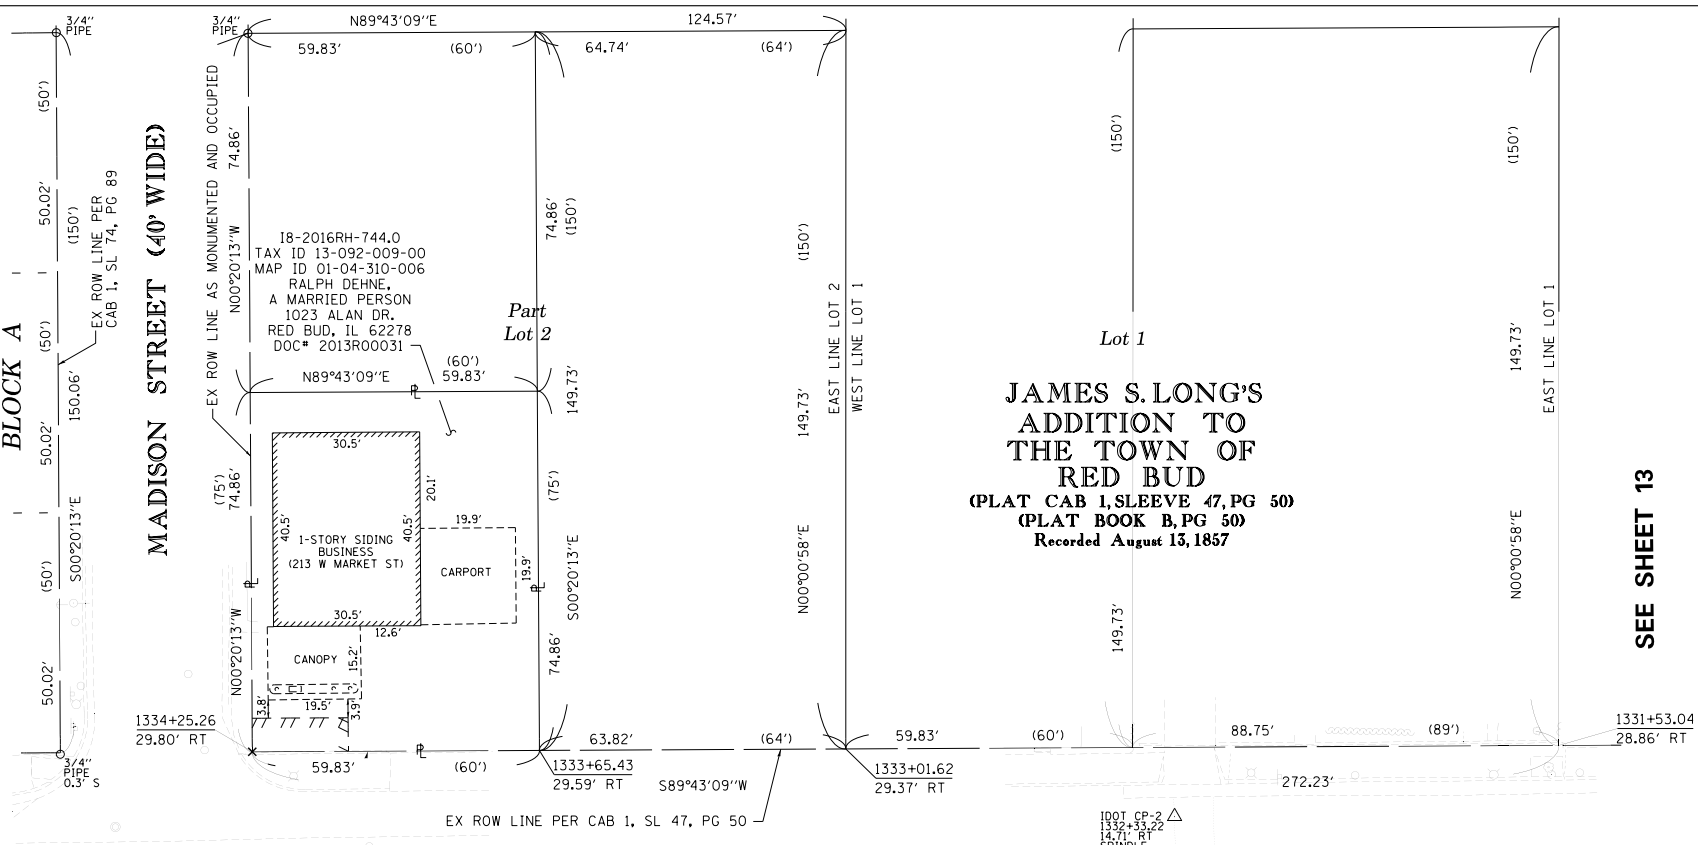 3/4"
PIPE
3/4"
PIPE
N89°43'09"E
124.57'
59.83'
(60')
64.74'
(64')
(50')
50.02'
(150')
EX ROW LINE PER
CAB 1, SL 74, PG 89
(50')
150.06'
50.02'
S00°20'13"E
(50')
50.02'
BLOCK A
MADISON STREET (40' WIDE)
EX ROW LINE AS MONUMENTED AND OCCUPIED
74.86'
N00°20'13"W
I8-2016RH-744.0
TAX ID 13-092-009-00
MAP ID 01-04-310-006
RALPH DEHNE,
A MARRIED PERSON
1023 ALAN DR.
RED BUD, IL 62278
DOC# 2013R00031
Part
Lot 2
74.86'
(150')
(60')
N89°43'09"E
59.83'
PL
149.73'
(75')
74.86'
(75')
30.5'
40.5'
40.5'
20.1'
19.9'
1-STORY SIDING
BUSINESS
(213 W MARKET ST)
CARPORT
19.9'
PL
PL
30.5'
12.6'
CANOPY
15.2'
19.5'
3.8'
3.9'
N00°20'13"W
S00°20'13"E
74.86'
1334+25.26
29.80' RT
3/4"
PIPE
0.3' S
59.83'
PL
(60')
63.82'
(64')
59.83'
(60')
88.75'
(89')
1333+65.43
29.59' RT
S89°43'09"W
1333+01.62
29.37' RT
272.23'
1331+53.04
28.86' RT
EX ROW LINE PER CAB 1, SL 47, PG 50
IDOT CP-2
1332+33.22
14.71' RT
SPINDLE
(150')
149.73'
N00°00'58"E
EAST LINE LOT 2
WEST LINE LOT 1
(150')
Lot 1
149.73'
(150')
149.73'
EAST LINE LOT 1
N00°00'58"E
JAMES S. LONG'S
ADDITION TO
THE TOWN OF
RED BUD
(PLAT CAB 1, SLEEVE 47, PG 50)
(PLAT BOOK B, PG 50)
Recorded August 13, 1857
SEE SHEET 13